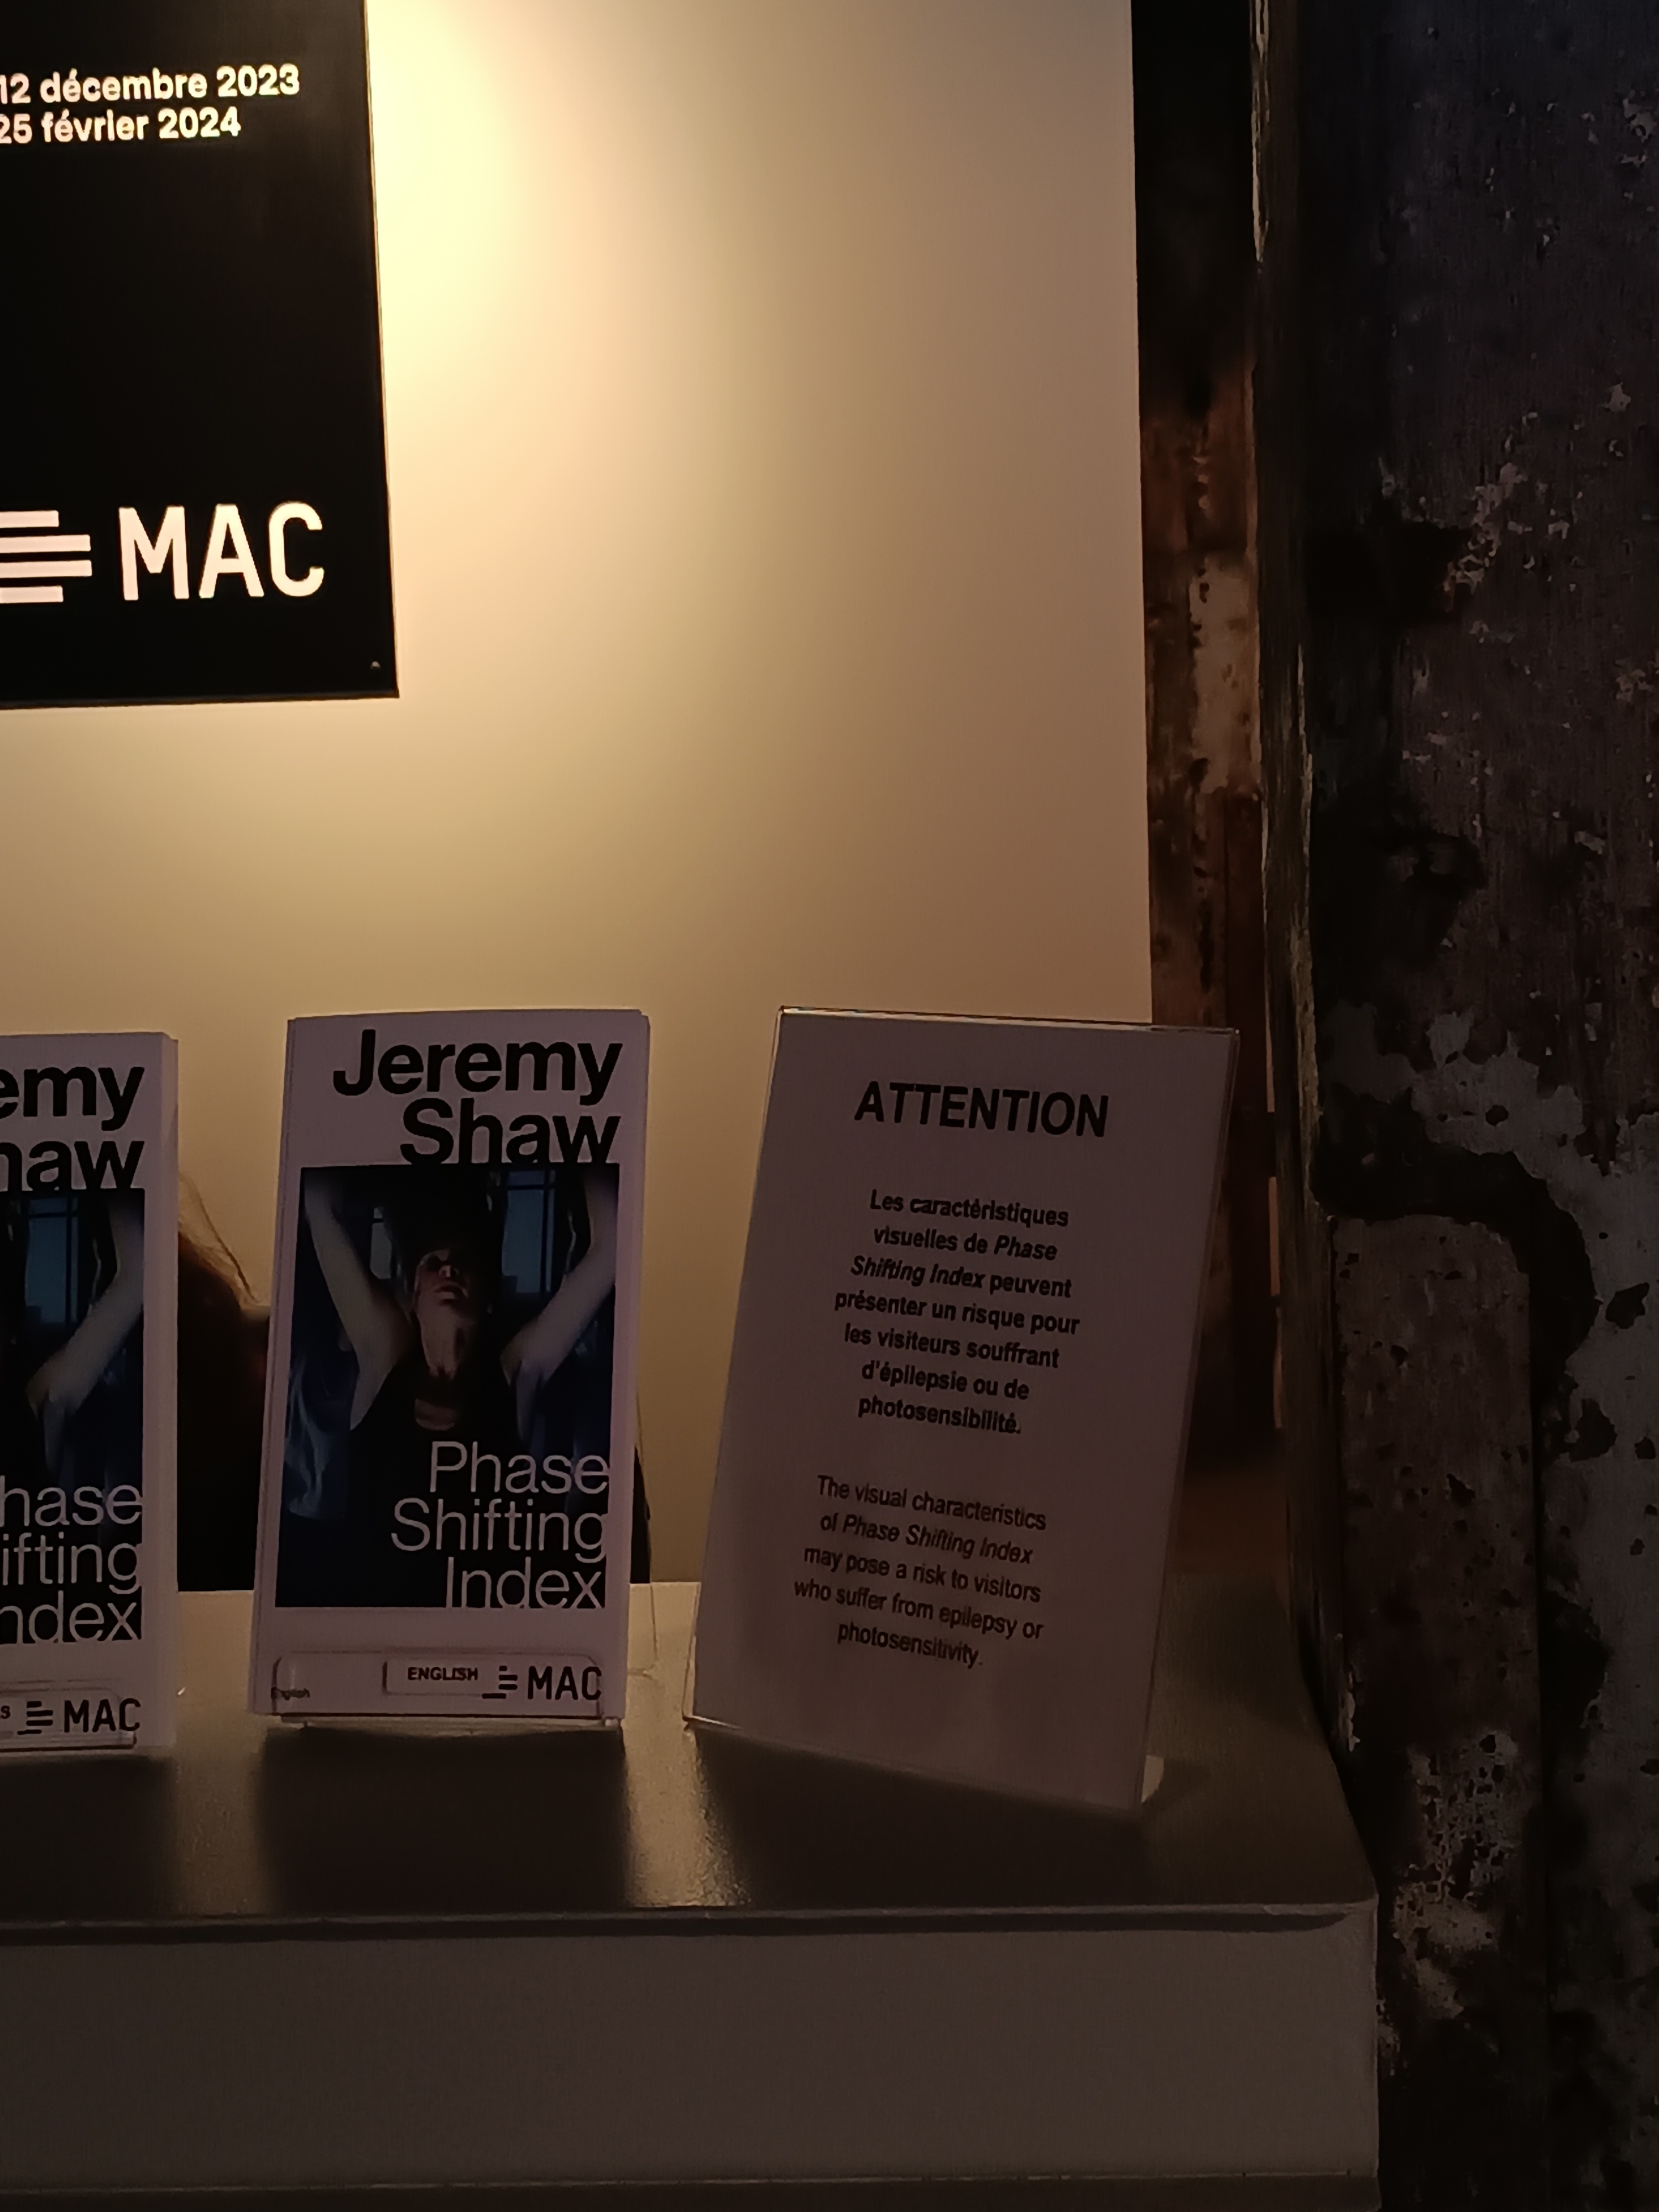 12 décembre 2023
25 février 2024
MAC
emy
haw
hase
ifting
ndex
s MAC
Jeremy
Shaw
Phase
Shifting
Index
English
ENGLISH MAC
ATTENTION
Les caractéristiques
visuelles de Phase
Shifting Index peuvent
présenter un risque pour
les visiteurs souffrant
d'épilepsie ou de
photosensibilité.
The visual characteristics
of Phase Shifting Index
may pose a risk to visitors
who suffer from epilepsy or
photosensitivity.